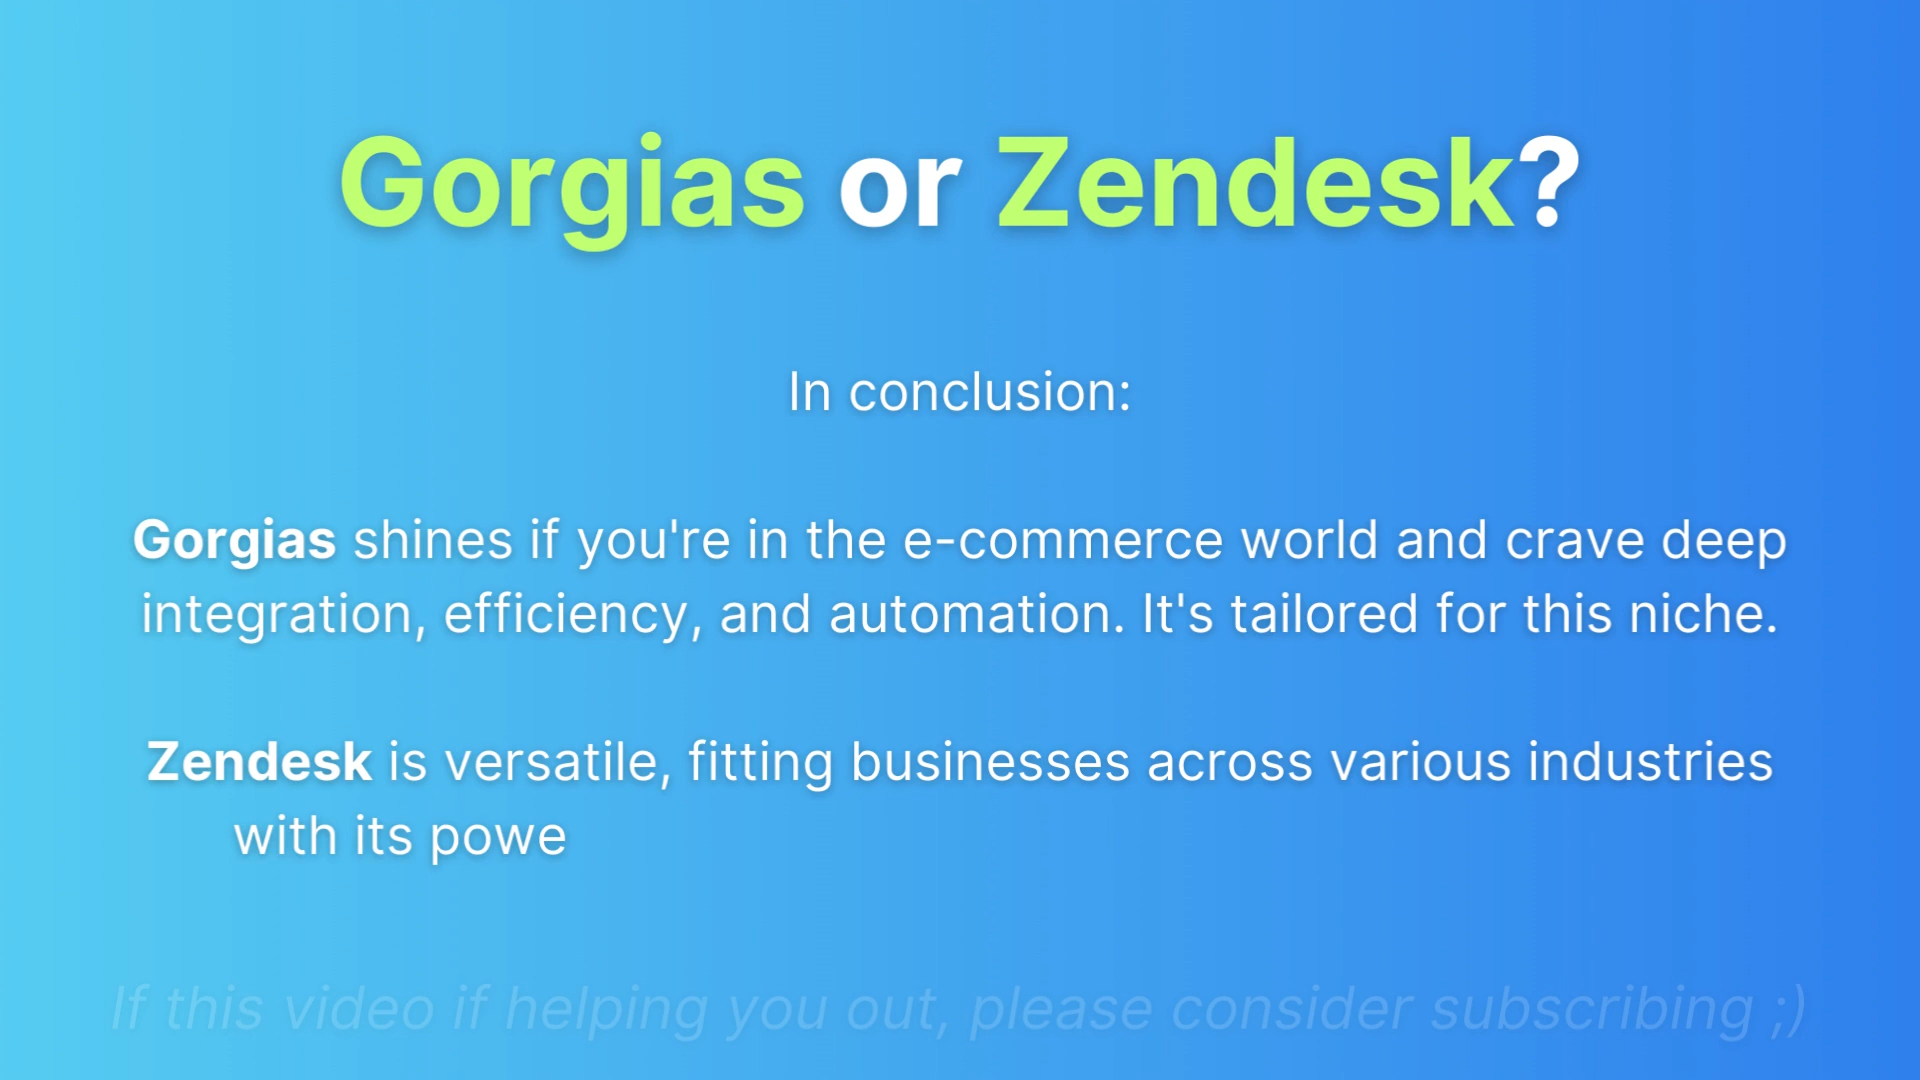 Gorgias or Zendesk?
In conclusion:
Gorgias shines if you're in the e-commerce world and crave deep
integration, efficiency, and automation. It's tailored for this niche.
Zendesk is versatile, fitting businesses across various industries
with its powe
If this video if helping you out, please consider subscribing ;)